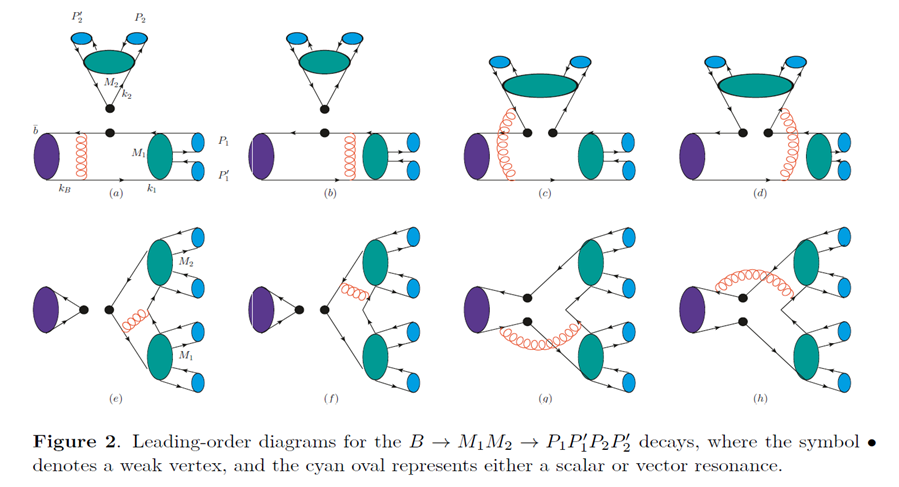 P′₂ P₂
M₂
k₂
b̄
P₁
M₁
P′₁
k_B (a) k₁ (b) (c) (d)
M₂
M₁
(e) (f) (g) (h)
Figure 2. Leading-order diagrams for the B → M₁M₂ → P₁P′₁P₂P′₂ decays, where the symbol •
denotes a weak vertex, and the cyan oval represents either a scalar or vector resonance.